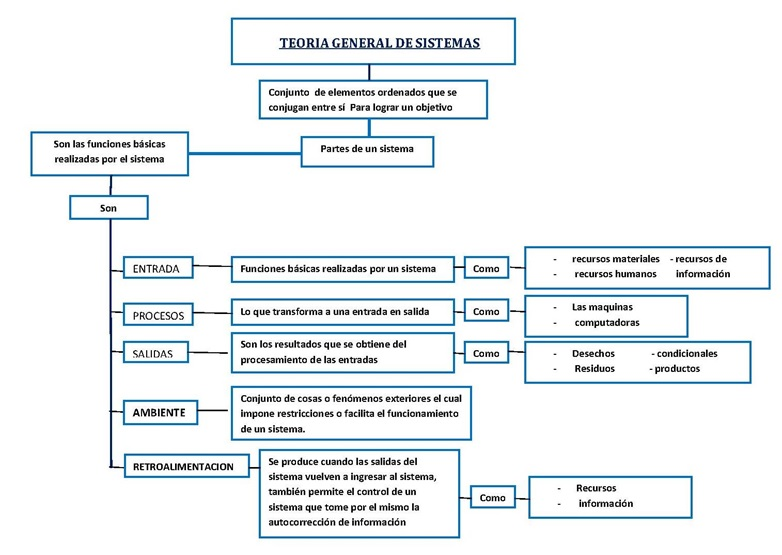 TEORIA GENERAL DE SISTEMAS
Conjunto de elementos ordenados que se
conjugan entre sí Para lograr un objetivo
Son las funciones básicas
realizadas por el sistema
Partes de un sistema
Son
ENTRADA
Funciones básicas realizadas por un sistema
Como
- recursos materiales - recursos de
- recursos humanos información
PROCESOS
Lo que transforma a una entrada en salida
Como
- Las maquinas
- computadoras
SALIDAS
Son los resultados que se obtiene del
procesamiento de las entradas
Como
- Desechos - condicionales
- Residuos - productos
AMBIENTE
Conjunto de cosas o fenómenos exteriores el cual
impone restricciones o facilita el funcionamiento
de un sistema.
RETROALIMENTACION
Se produce cuando las salidas del
sistema vuelven a ingresar al sistema,
también permite el control de un
sistema que tome por el mismo la
autocorrección de información
Como
- Recursos
- información